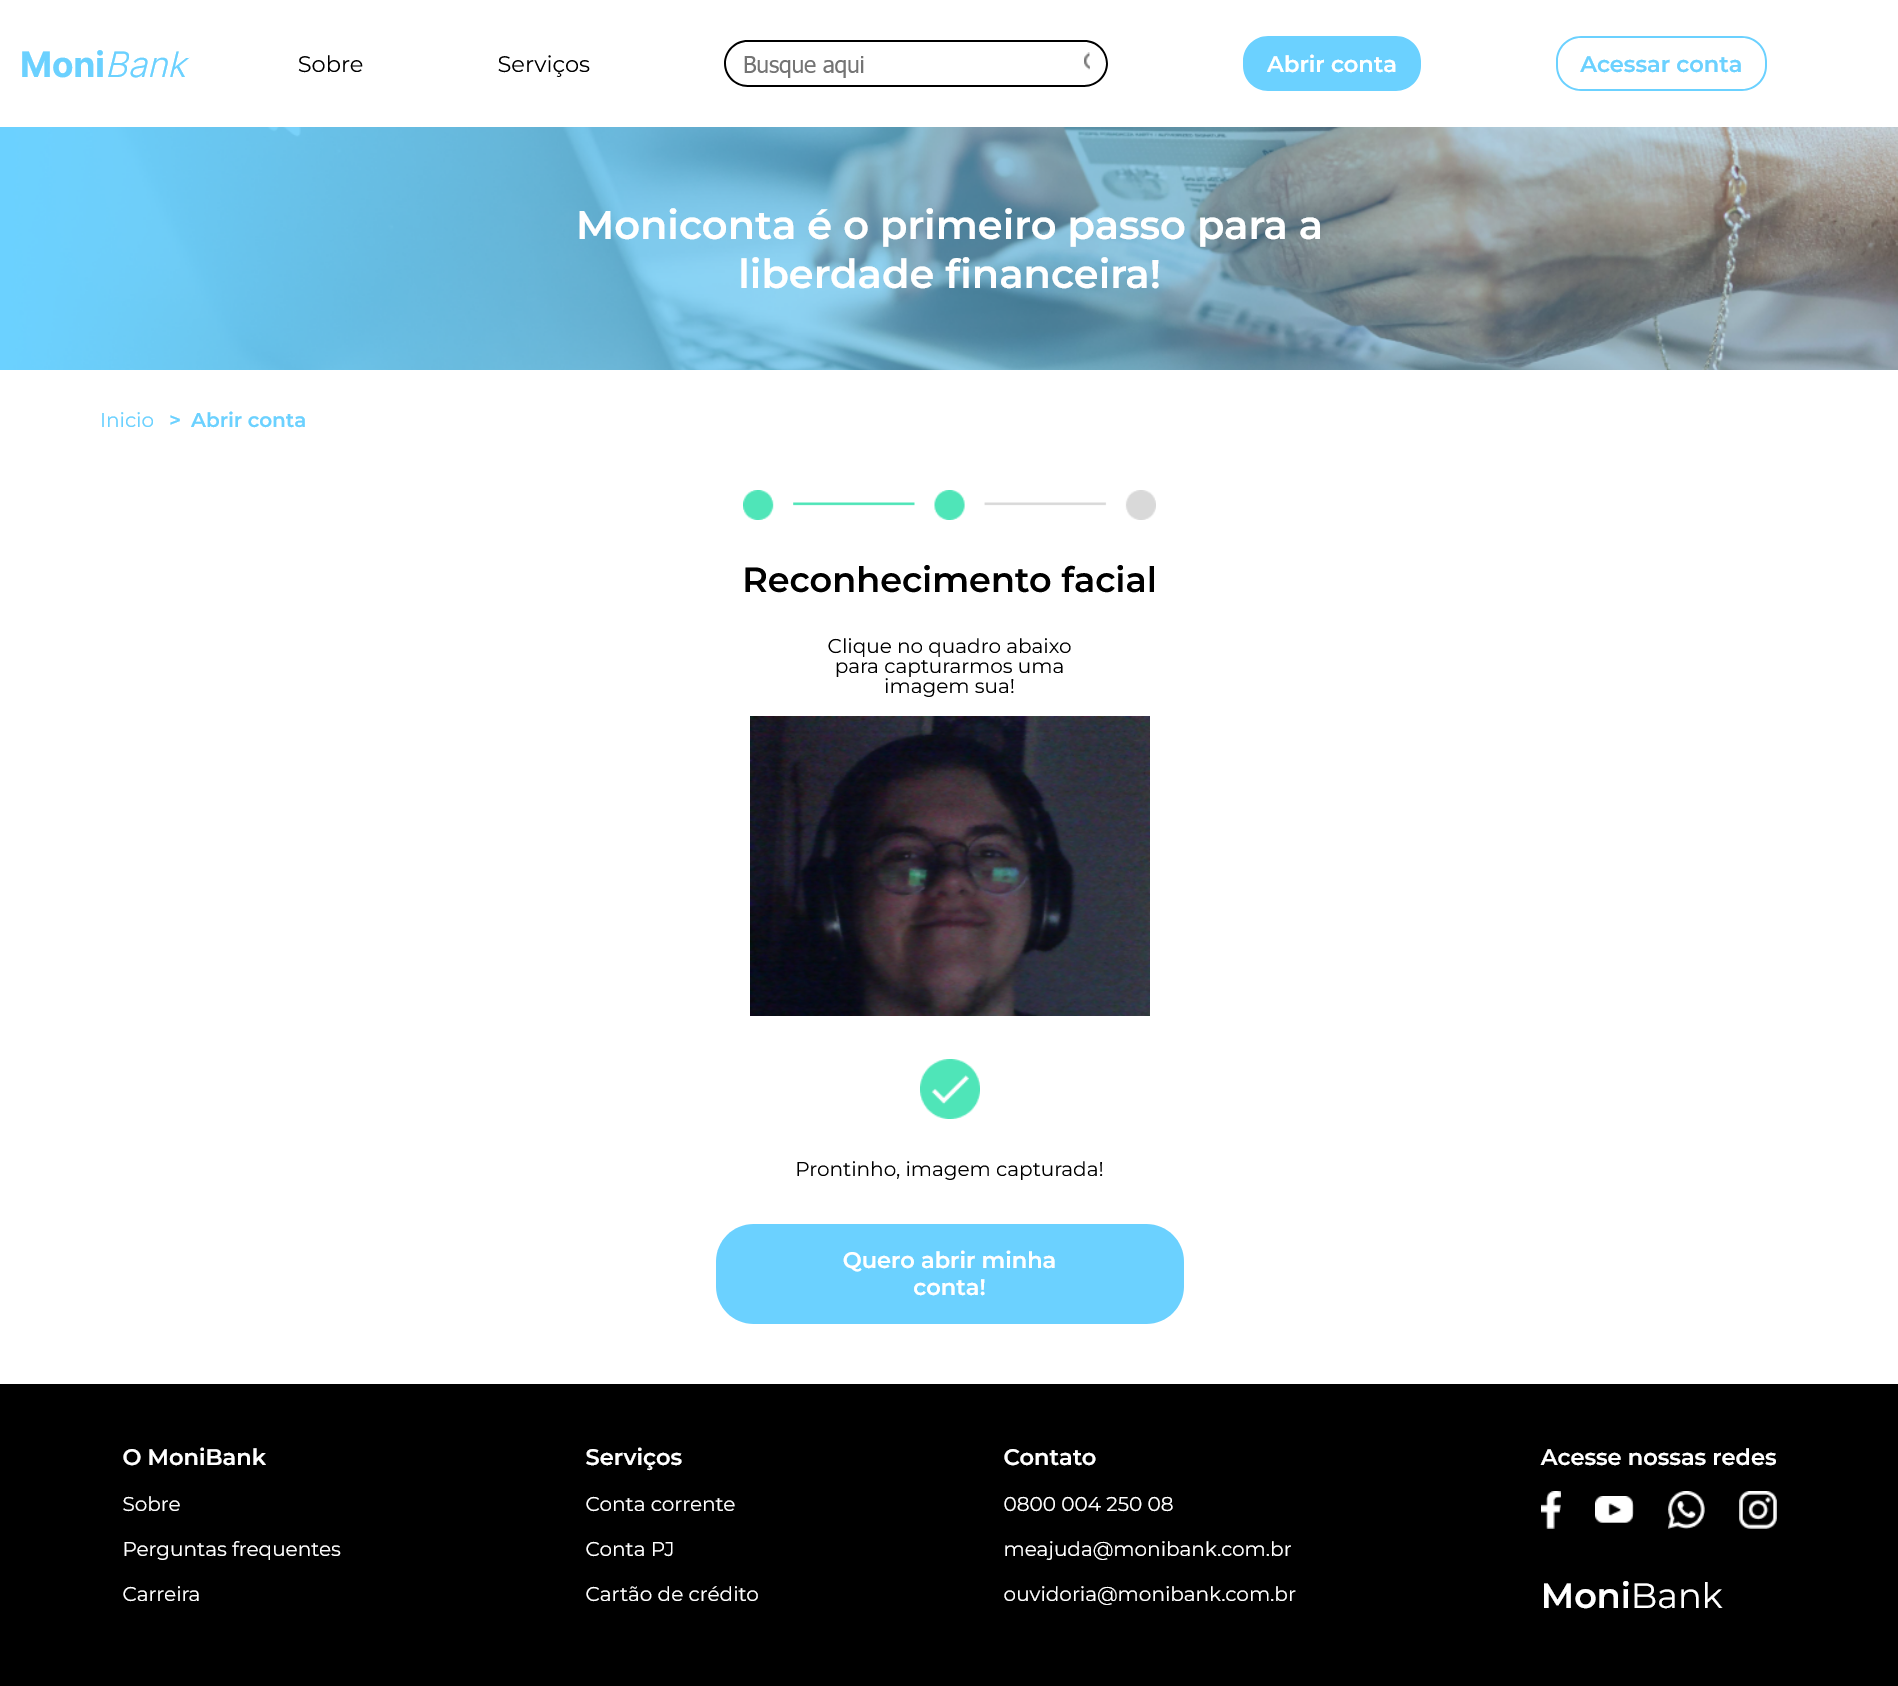 MoniBank
Sobre
Serviços
Busque aqui
Abrir conta
Acessar conta
Moniconta é o primeiro passo para a
liberdade financeira!
Inicio > Abrir conta
Reconhecimento facial
Clique no quadro abaixo
para capturarmos uma
imagem sua!
Prontinho, imagem capturada!
Quero abrir minha
conta!
O MoniBank
Sobre
Perguntas frequentes
Carreira
Serviços
Conta corrente
Conta PJ
Cartão de crédito
Contato
0800 004 250 08
meajuda@monibank.com.br
ouvidoria@monibank.com.br
Acesse nossas redes
MoniBank